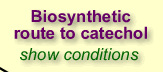 Biosynthetic
route to catechol
show conditions